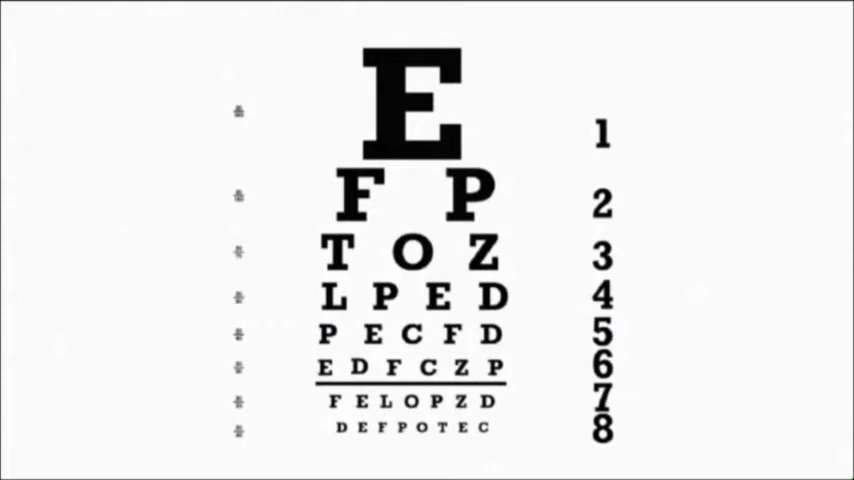 E 1
F P 2
T O Z 3
L P E D 4
P E C F D 5
E D F C Z P 6
F E L O P Z D 7
D E F P O T E C 8